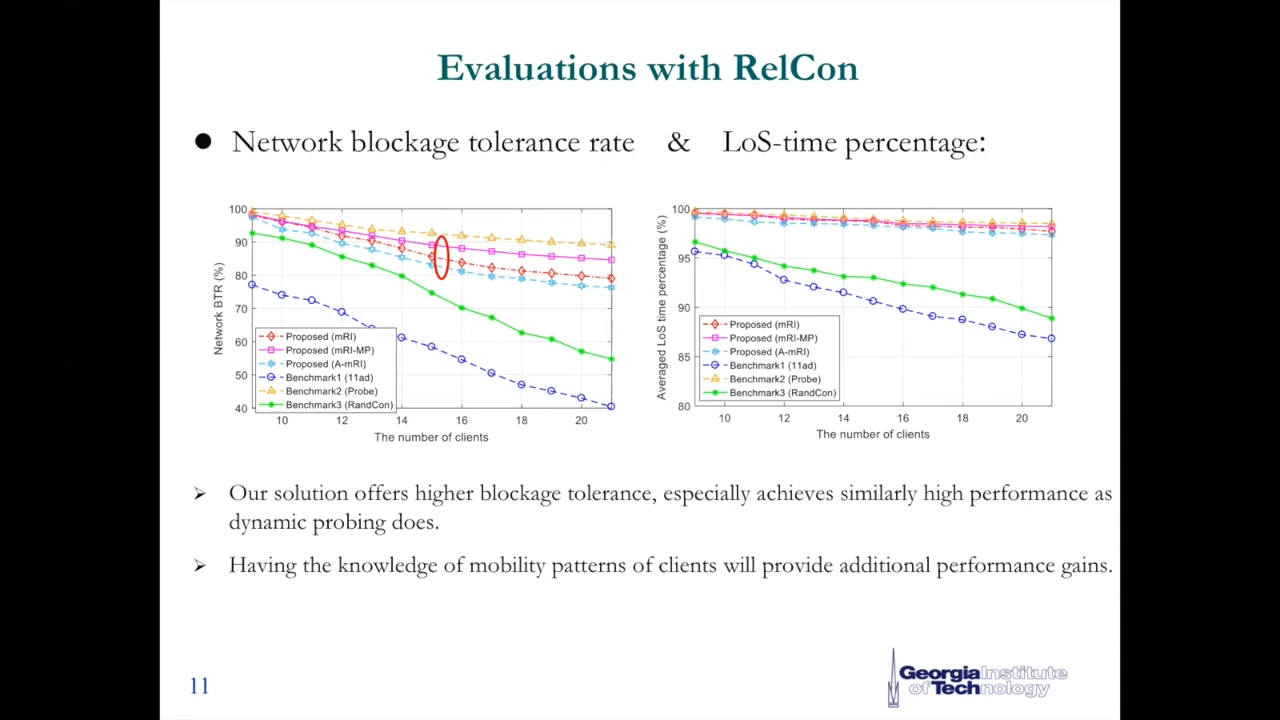 Evaluations with RelCon
● Network blockage tolerance rate & LoS-time percentage:
100
90
80
70
60
50
40
Network BTR (%)
Proposed (mRI)
Proposed (mRI-MP)
Proposed (A-mRI)
Benchmark1 (11ad)
Benchmark2 (Probe)
Benchmark3 (RandCon)
10 12 14 16 18 20
The number of clients
100
95
90
85
80
Averaged LoS time percentage (%)
Proposed (mRI)
Proposed (mRI-MP)
Proposed (A-mRI)
Benchmark1 (11ad)
Benchmark2 (Probe)
Benchmark3 (RandCon)
10 12 14 16 18 20
The number of clients
➢ Our solution offers higher blockage tolerance, especially achieves similarly high performance as
dynamic probing does.
➢ Having the knowledge of mobility patterns of clients will provide additional performance gains.
11
Georgia Institute
of Technology